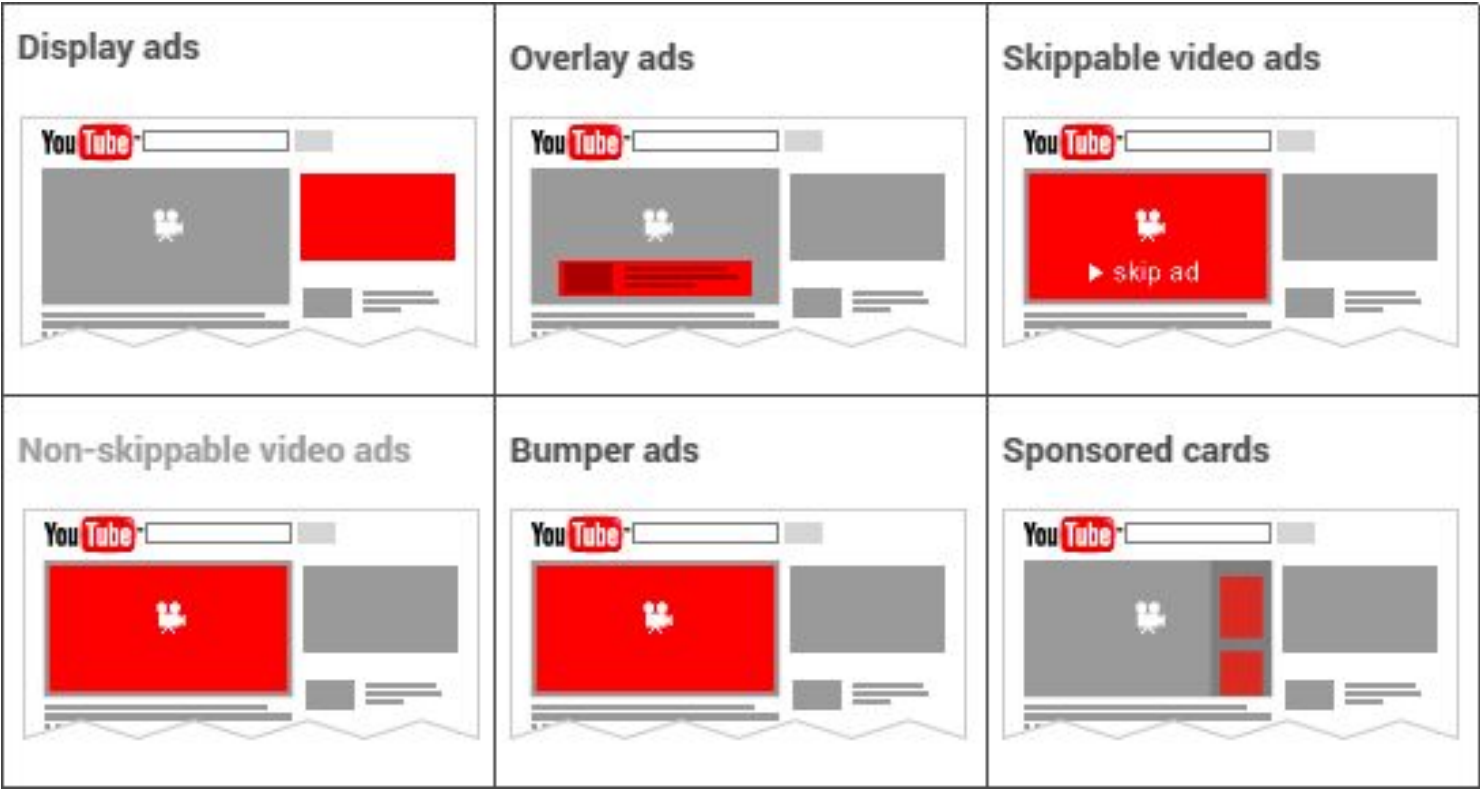 Display ads
YouTube
Overlay ads
YouTube
Skippable video ads
YouTube
skip ad
Non-skippable video ads
YouTube
Bumper ads
YouTube
Sponsored cards
YouTube